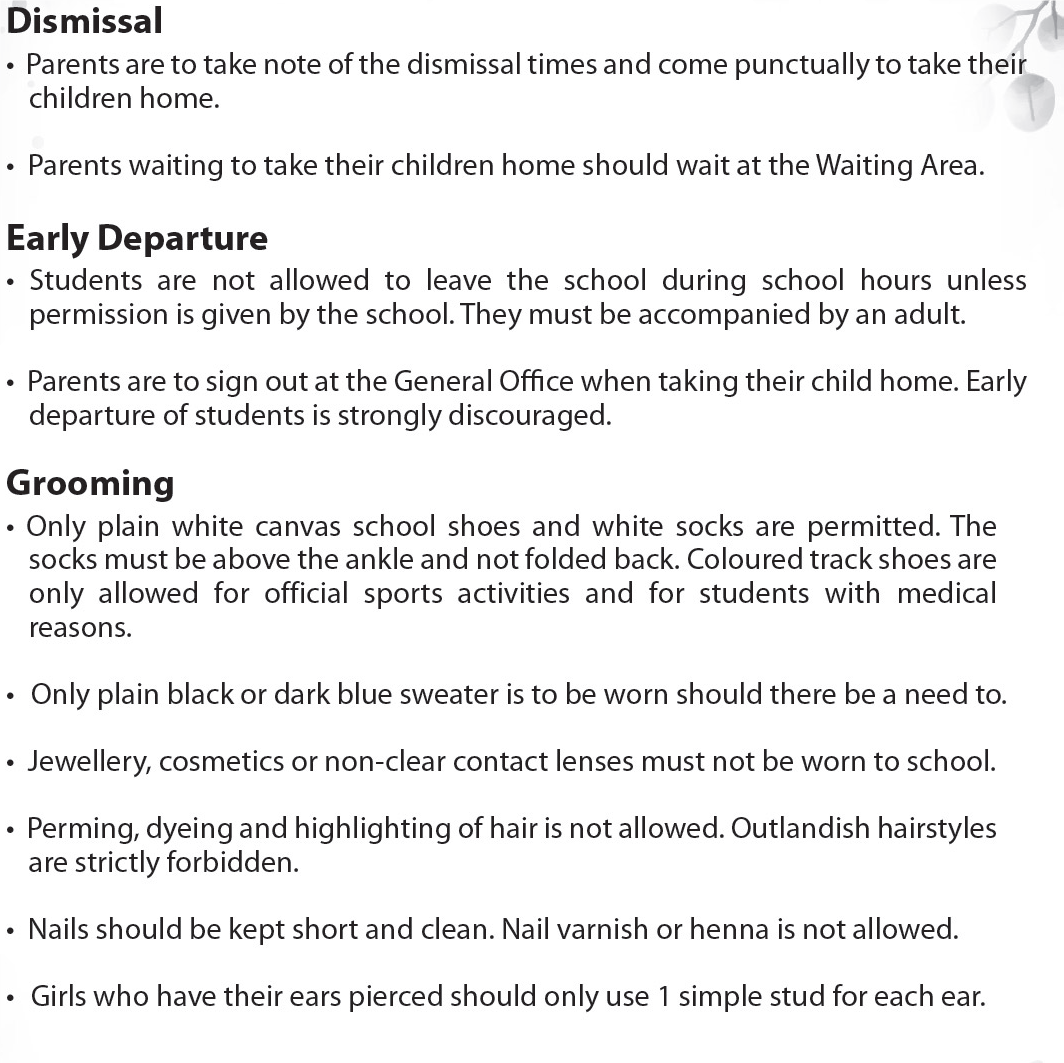 Dismissal
• Parents are to take note of the dismissal times and come punctually to take their
children home.
• Parents waiting to take their children home should wait at the Waiting Area.
Early Departure
• Students are not allowed to leave the school during school hours unless
permission is given by the school. They must be accompanied by an adult.
• Parents are to sign out at the General Office when taking their child home. Early
departure of students is strongly discouraged.
Grooming
• Only plain white canvas school shoes and white socks are permitted. The
socks must be above the ankle and not folded back. Coloured track shoes are
only allowed for official sports activities and for students with medical
reasons.
• Only plain black or dark blue sweater is to be worn should there be a need to.
• Jewellery, cosmetics or non-clear contact lenses must not be worn to school.
• Perming, dyeing and highlighting of hair is not allowed. Outlandish hairstyles
are strictly forbidden.
• Nails should be kept short and clean. Nail varnish or henna is not allowed.
• Girls who have their ears pierced should only use 1 simple stud for each ear.